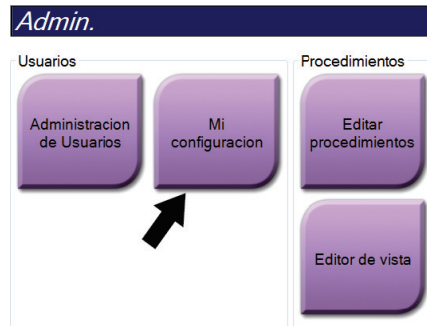 Admin.
Usuarios
Administracion
de Usuarios
Mi
configuracion
Procedimientos
Editar
procedimientos
Editor de vista